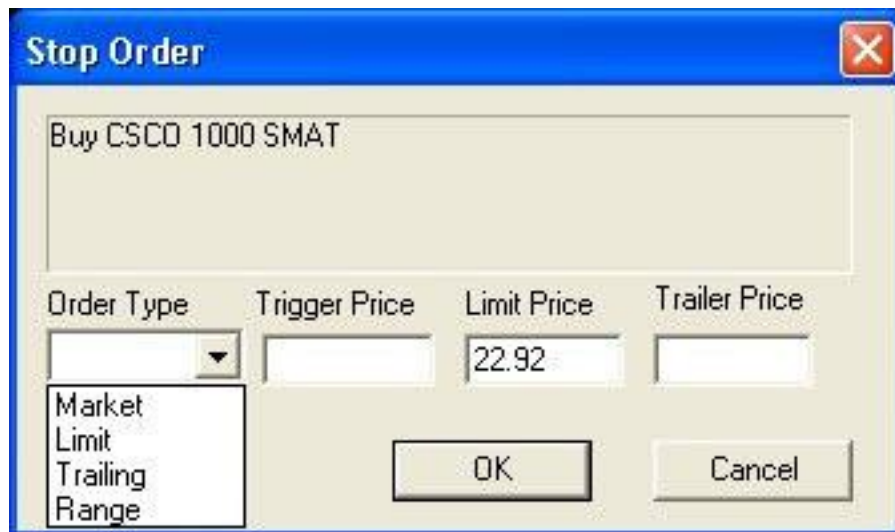 Stop Order
Buy CSCO 1000 SMAT
Order Type Trigger Price Limit Price Trailer Price
22.92
Market
Limit
Trailing
Range
OK Cancel